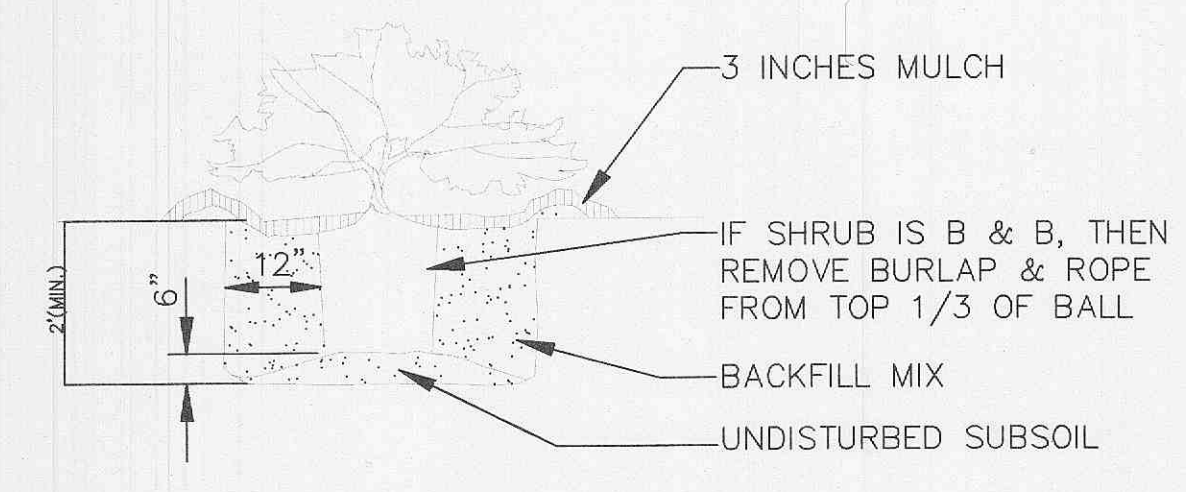 3 INCHES MULCH
IF SHRUB IS B & B, THEN
REMOVE BURLAP & ROPE
FROM TOP 1/3 OF BALL
12"
6"
2'(MIN.)
BACKFILL MIX
UNDISTURBED SUBSOIL